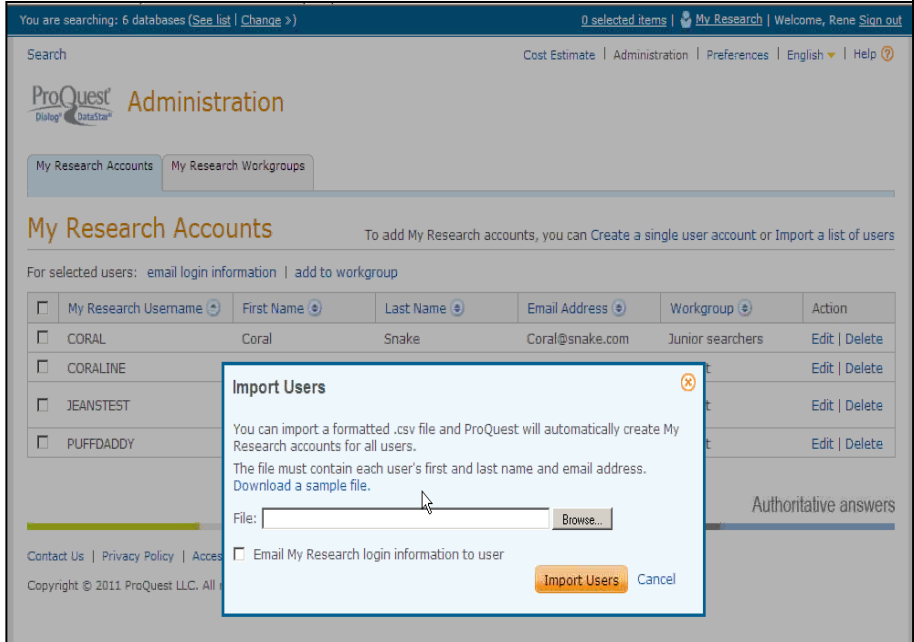 You are searching: 6 databases (See list | Change >)
0 selected items | My Research | Welcome, Rene Sign out
Search
Cost Estimate | Administration | Preferences | English | Help ?
ProQuest
Dialog® DataStar®
Administration
My Research Accounts
My Research Workgroups
My Research Accounts
To add My Research accounts, you can Create a single user account or Import a list of users
For selected users: email login information | add to workgroup
My Research Username First Name Last Name Email Address Workgroup Action
CORAL Coral Snake Coral@snake.com Junior searchers Edit | Delete
CORALINE Edit | Delete
JEANSTEST Edit | Delete
PUFFDADDY Edit | Delete
Import Users
You can import a formatted .csv file and ProQuest will automatically create My
Research accounts for all users.
The file must contain each user's first and last name and email address.
Download a sample file.
File: Browse...
Email My Research login information to user
Import Users Cancel
Authoritative answers
Contact Us | Privacy Policy |
Copyright © 2011 ProQuest LLC. All